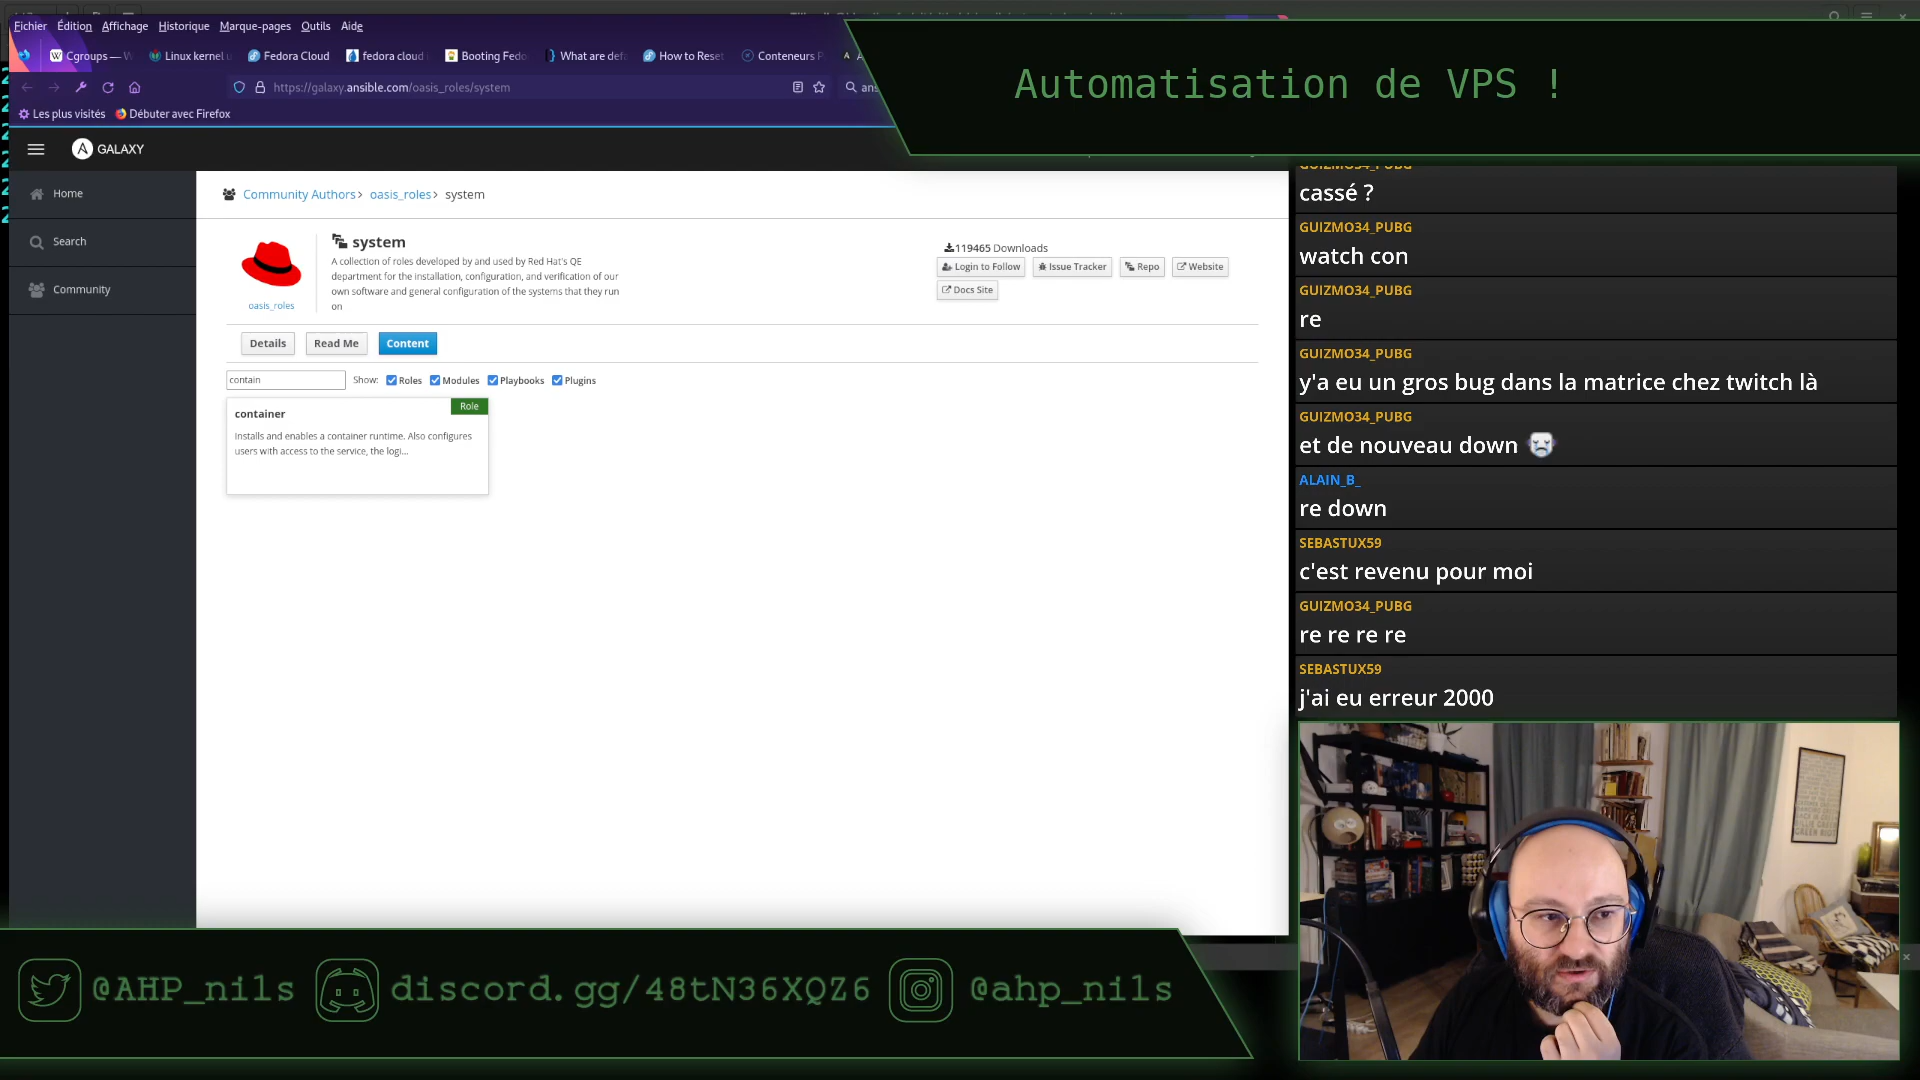 Fichier Édition Affichage Historique Marque-pages Outils Aide
Cgroups — W Linux kernel Fedora Cloud fedora cloud Booting Fedo What are def How to Reset Conteneurs P
https://galaxy.ansible.com/oasis_roles/system
ans
Les plus visités Débuter avec Firefox
Automatisation de VPS !
GALAXY
Home
Search
Community
Community Authors > oasis_roles > system
system
A collection of roles developed by and used by Red Hat's QE
department for the installation, configuration, and verification of our
own software and general configuration of the systems that they run
on
oasis_roles
119465 Downloads
Login to Follow Issue Tracker Repo Website
Docs Site
Details Read Me Content
contain Show: Roles Modules Playbooks Plugins
container Role
Installs and enables a container runtime. Also configures
users with access to the service, the logi...
GUIZMO34_PUBG
cassé ?
GUIZMO34_PUBG
watch con
GUIZMO34_PUBG
re
GUIZMO34_PUBG
y'a eu un gros bug dans la matrice chez twitch là
GUIZMO34_PUBG
et de nouveau down
ALAIN_B_
re down
SEBASTUX59
c'est revenu pour moi
GUIZMO34_PUBG
re re re re
SEBASTUX59
j'ai eu erreur 2000
@AHP_nils discord.gg/48tN36XQZ6 @ahp_nils